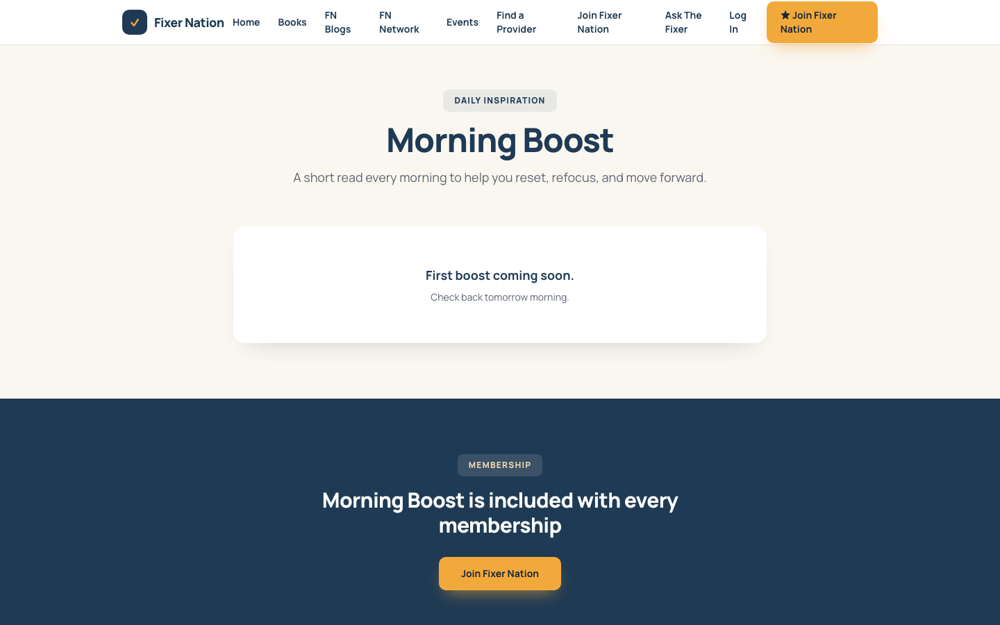 Fixer Nation
Home
Books
FN
Blogs
FN
Network
Events
Find a
Provider
Join Fixer
Nation
Ask The
Fixer
Log
In
Join Fixer
Nation
DAILY INSPIRATION
Morning Boost
A short read every morning to help you reset, refocus, and move forward.
First boost coming soon.
Check back tomorrow morning.
MEMBERSHIP
Morning Boost is included with every
membership
Join Fixer Nation